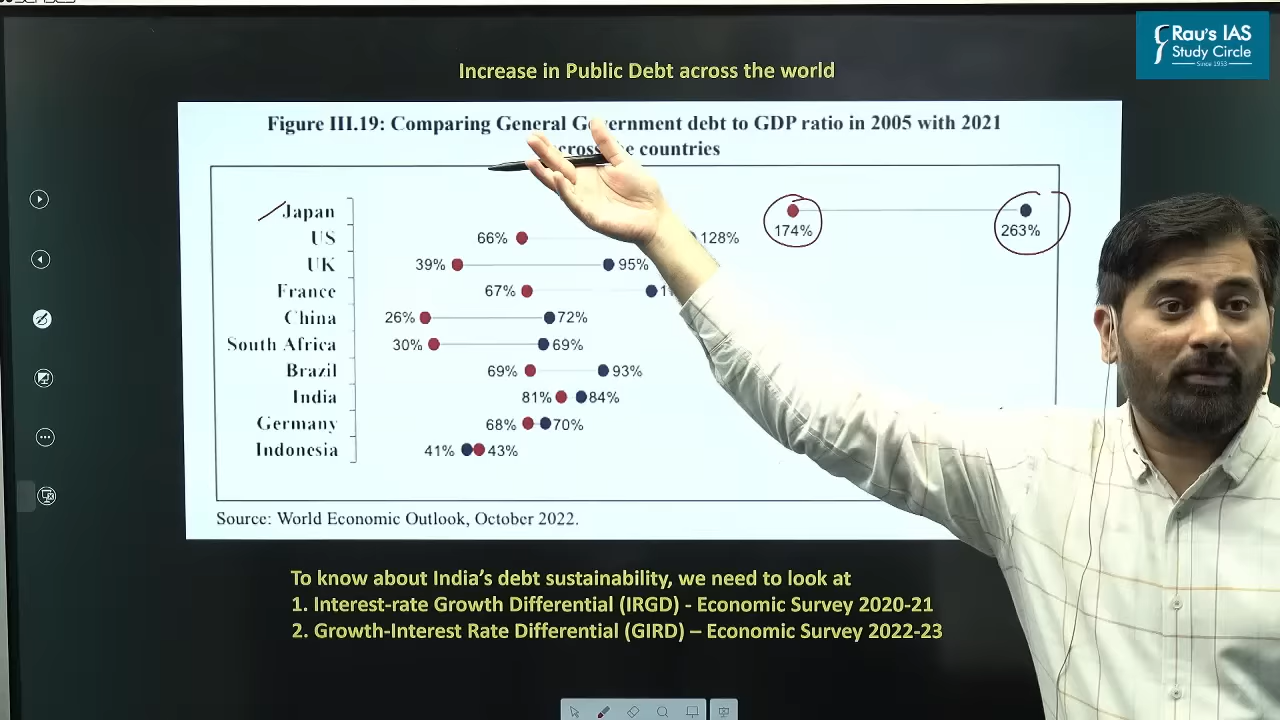 Rau's IAS
Study Circle
Since 1953
Increase in Public Debt across the world
Figure III.19: Comparing General Government debt to GDP ratio in 2005 with 2021
countries
Japan 174% 263%
US 66% 128%
UK 39% 95%
France 67%
China 26% 72%
South Africa 30% 69%
Brazil 69% 93%
India 81% 84%
Germany 68% 70%
Indonesia 41% 43%
Source: World Economic Outlook, October 2022.
To know about India's debt sustainability, we need to look at
1. Interest-rate Growth Differential (IRGD) - Economic Survey 2020-21
2. Growth-Interest Rate Differential (GIRD) – Economic Survey 2022-23